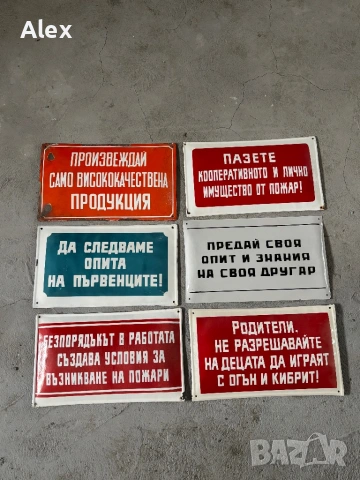 Alex
ПРОИЗВЕЖДАЙ
САМО ВИСОКОКАЧЕСТВЕНА
ПРОДУКЦИЯ
ПАЗЕТЕ
КООПЕРАТИВНОТО И ЛИЧНО
ИМУЩЕСТВО ОТ ПОЖАР!
ДА СЛЕДВАМЕ
ОПИТА
НА ПЪРВЕНЦИТЕ!
ПРЕДАЙ СВОЯ
ОПИТ И ЗНАНИЯ
НА СВОЯ ДРУГАР
БЕЗПОРЯДЪКЪТ В РАБОТАТА
СЪЗДАВА УСЛОВИЯ ЗА
ВЪЗНИКВАНЕ НА ПОЖАРИ
РОДИТЕЛИ.
НЕ РАЗРЕШАВАЙТЕ
НА ДЕЦАТА ДА ИГРАЯТ
С ОГЪН И КИБРИТ!
BAZAR